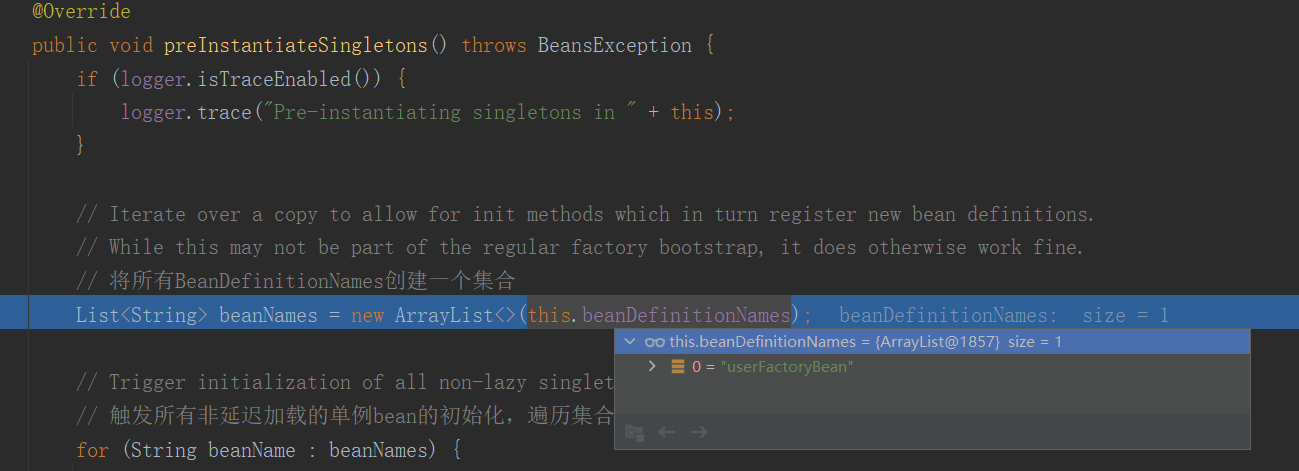 @Override
public void preInstantiateSingletons() throws BeansException {
if (logger.isTraceEnabled()) {
logger.trace("Pre-instantiating singletons in " + this);
}
// Iterate over a copy to allow for init methods which in turn register new bean definitions.
// While this may not be part of the regular factory bootstrap, it does otherwise work fine.
// 将所有BeanDefinitionNames创建一个集合
List<String> beanNames = new ArrayList<>(this.beanDefinitionNames); beanDefinitionNames: size = 1
this.beanDefinitionNames = {ArrayList@1857} size = 1
0 = "userFactoryBean"
// Trigger initialization of all non-lazy singlet
// 触发所有非延迟加载的单例bean的初始化，遍历集合
for (String beanName : beanNames) {